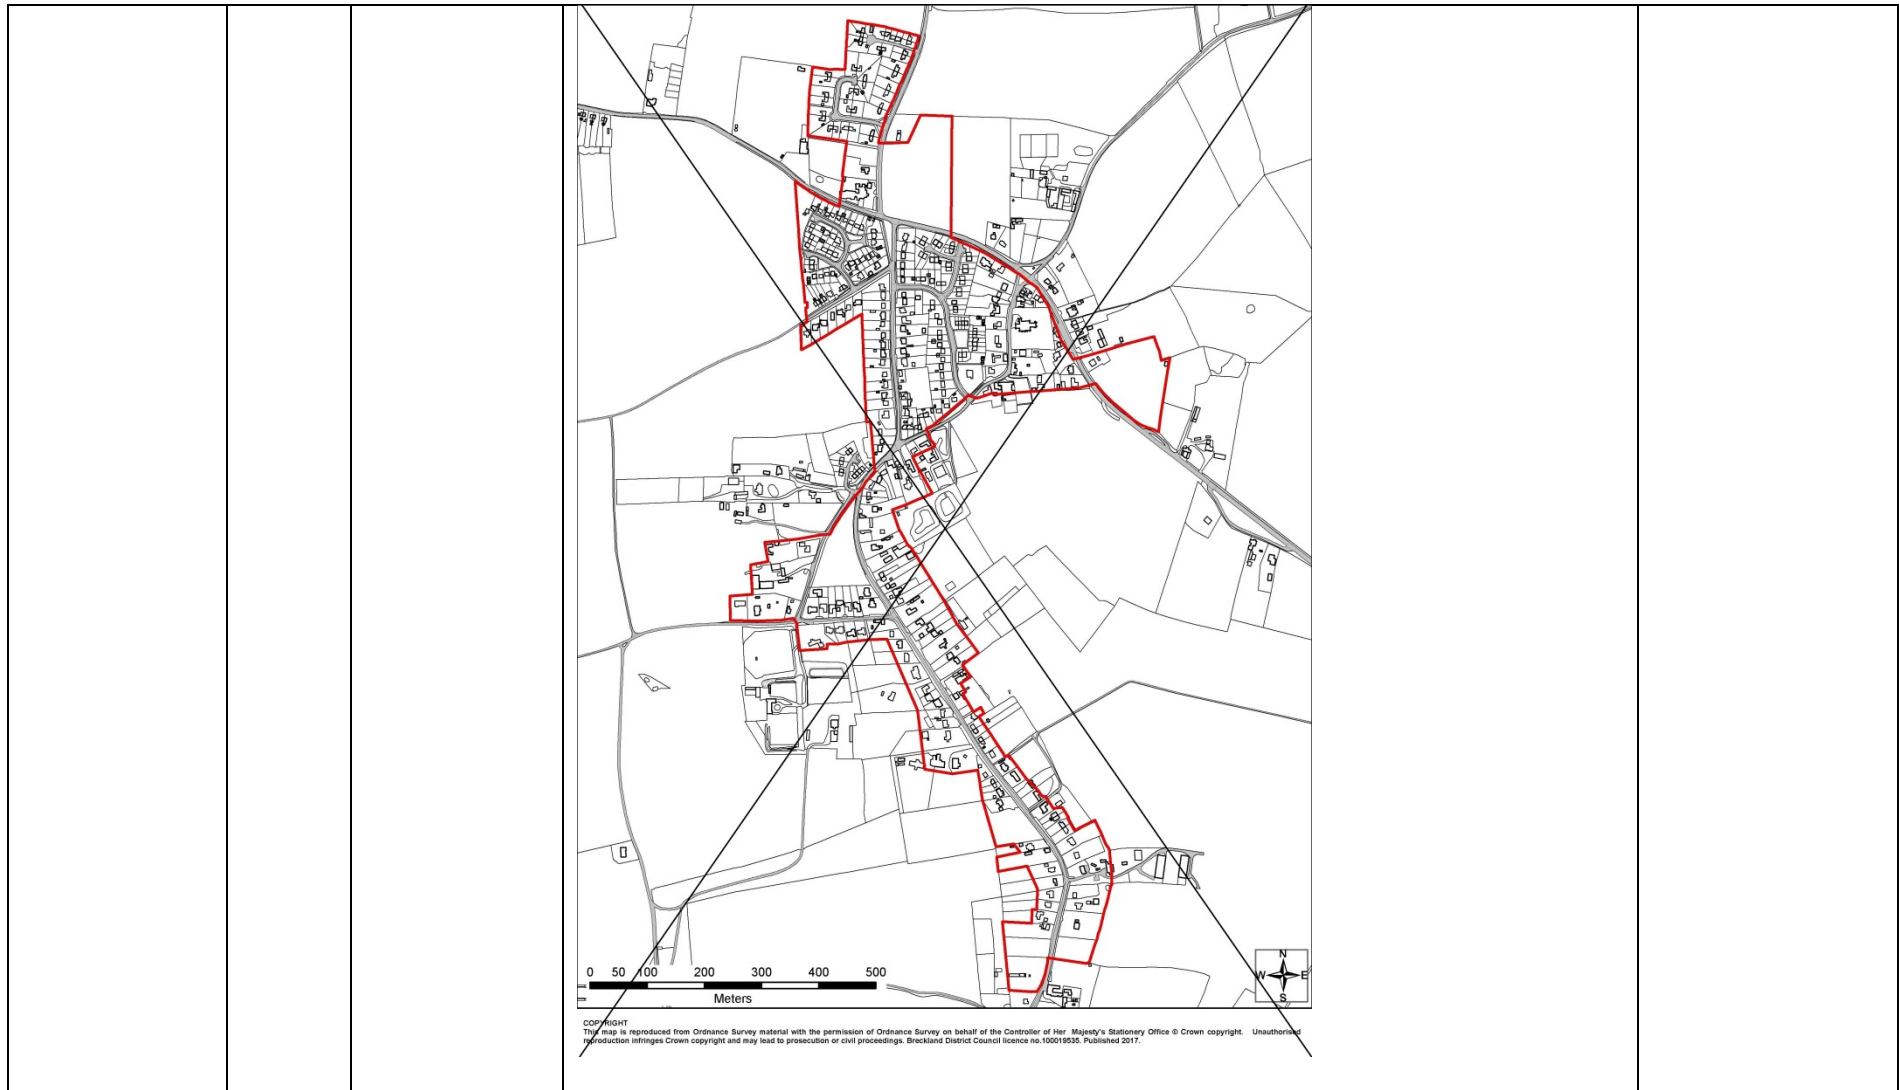 N
W E
S
0 50 100 200 300 400 500
Meters
COPYRIGHT
This map is reproduced from Ordnance Survey material with the permission of Ordnance Survey on behalf of the Controller of Her Majesty's Stationery Office © Crown copyright. Unauthorised
reproduction infringes Crown copyright and may lead to prosecution or civil proceedings. Breckland District Council licence no.100019535. Published 2017.